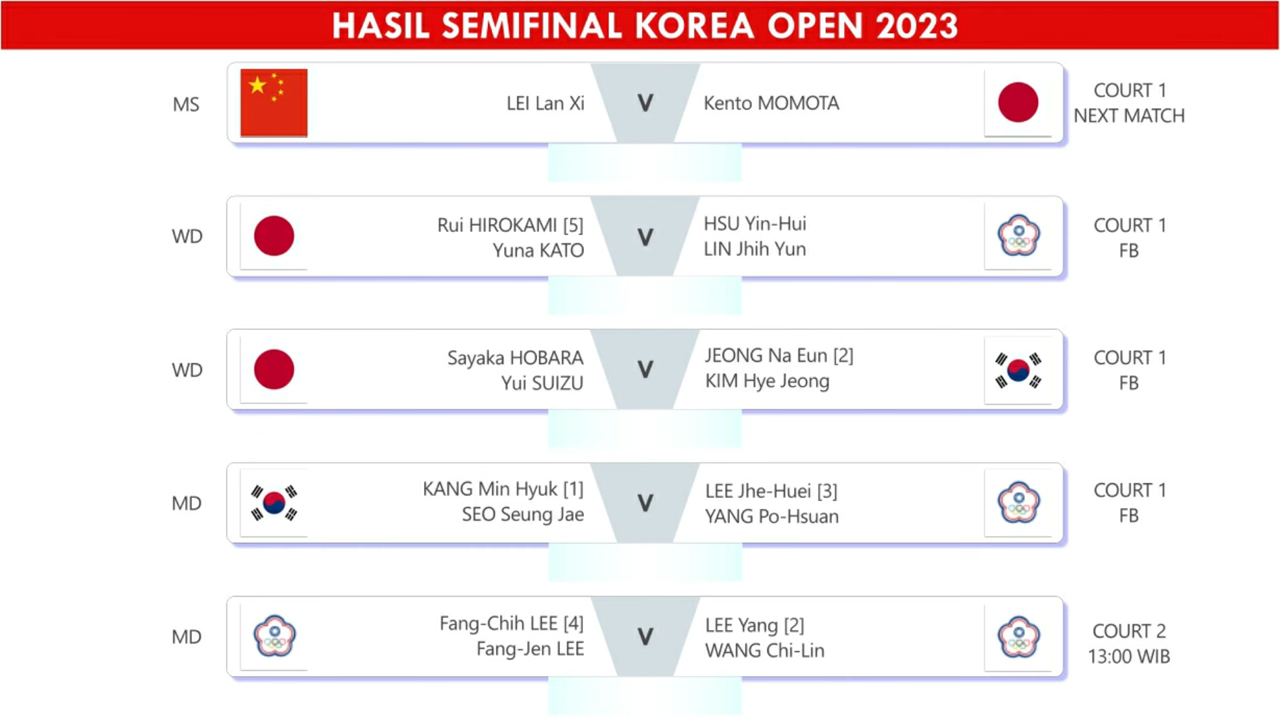 HASIL SEMIFINAL KOREA OPEN 2023
MS
LEI Lan Xi
V
Kento MOMOTA
COURT 1
NEXT MATCH
WD
Rui HIROKAMI [5]
Yuna KATO
V
HSU Yin-Hui
LIN Jhih Yun
COURT 1
FB
WD
Sayaka HOBARA
Yui SUIZU
V
JEONG Na Eun [2]
KIM Hye Jeong
COURT 1
FB
MD
KANG Min Hyuk [1]
SEO Seung Jae
V
LEE Jhe-Huei [3]
YANG Po-Hsuan
COURT 1
FB
MD
Fang-Chih LEE [4]
Fang-Jen LEE
V
LEE Yang [2]
WANG Chi-Lin
COURT 2
13:00 WIB